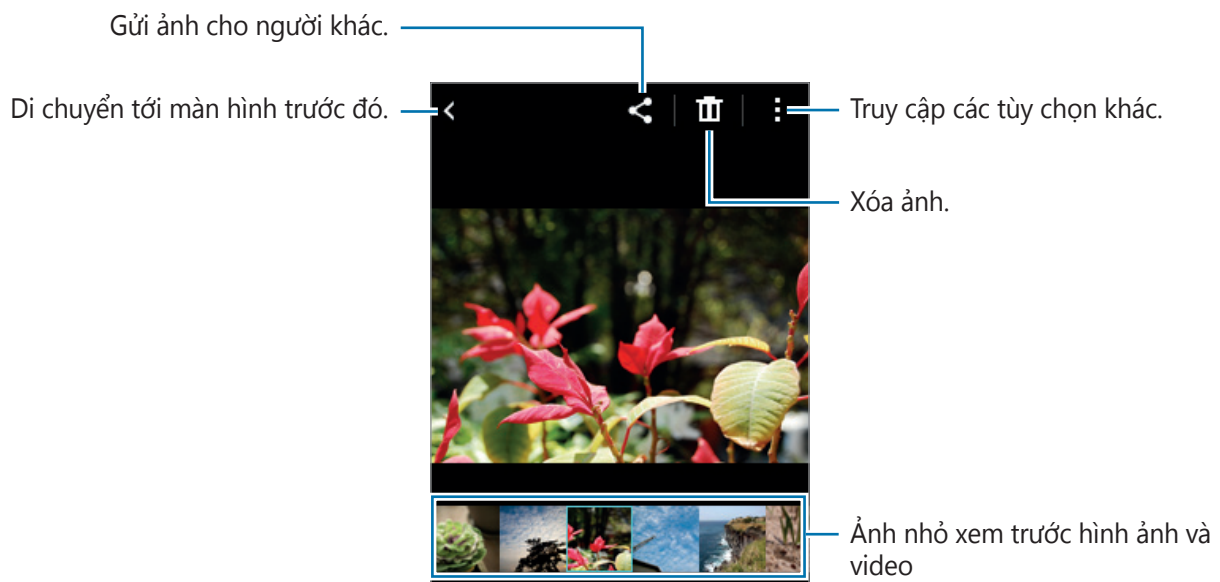 Gửi ảnh cho người khác.
Di chuyển tới màn hình trước đó.
Truy cập các tùy chọn khác.
Xóa ảnh.
Ảnh nhỏ xem trước hình ảnh và
video